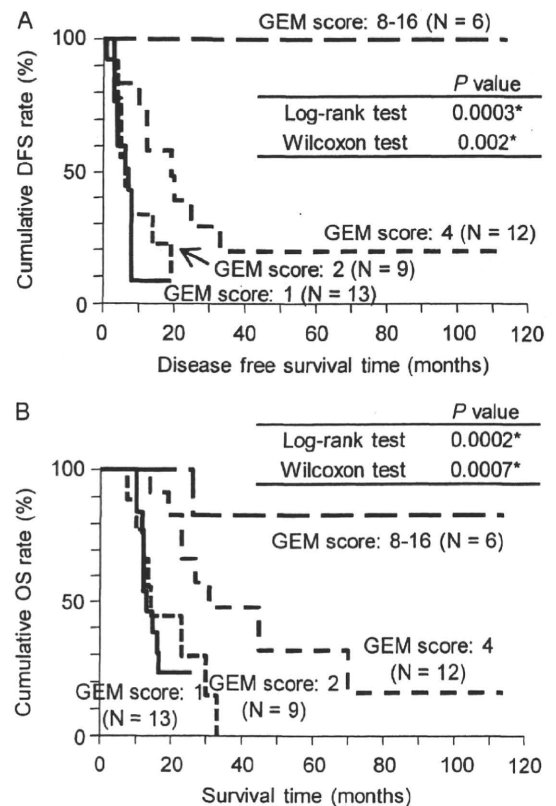 A
GEM score: 8-16 (N = 6)
P value
Log-rank test 0.0003*
Wilcoxon test 0.002*
GEM score: 4 (N = 12)
GEM score: 2 (N = 9)
GEM score: 1 (N = 13)
Cumulative DFS rate (%)
100
50
0
0 20 40 60 80 100 120
Disease free survival time (months)
B
P value
Log-rank test 0.0002*
Wilcoxon test 0.0007*
GEM score: 8-16 (N = 6)
GEM score: 4
(N = 12)
GEM score: 2
(N = 9)
GEM score: 1
(N = 13)
Cumulative OS rate (%)
100
50
0
0 20 40 60 80 100 120
Survival time (months)